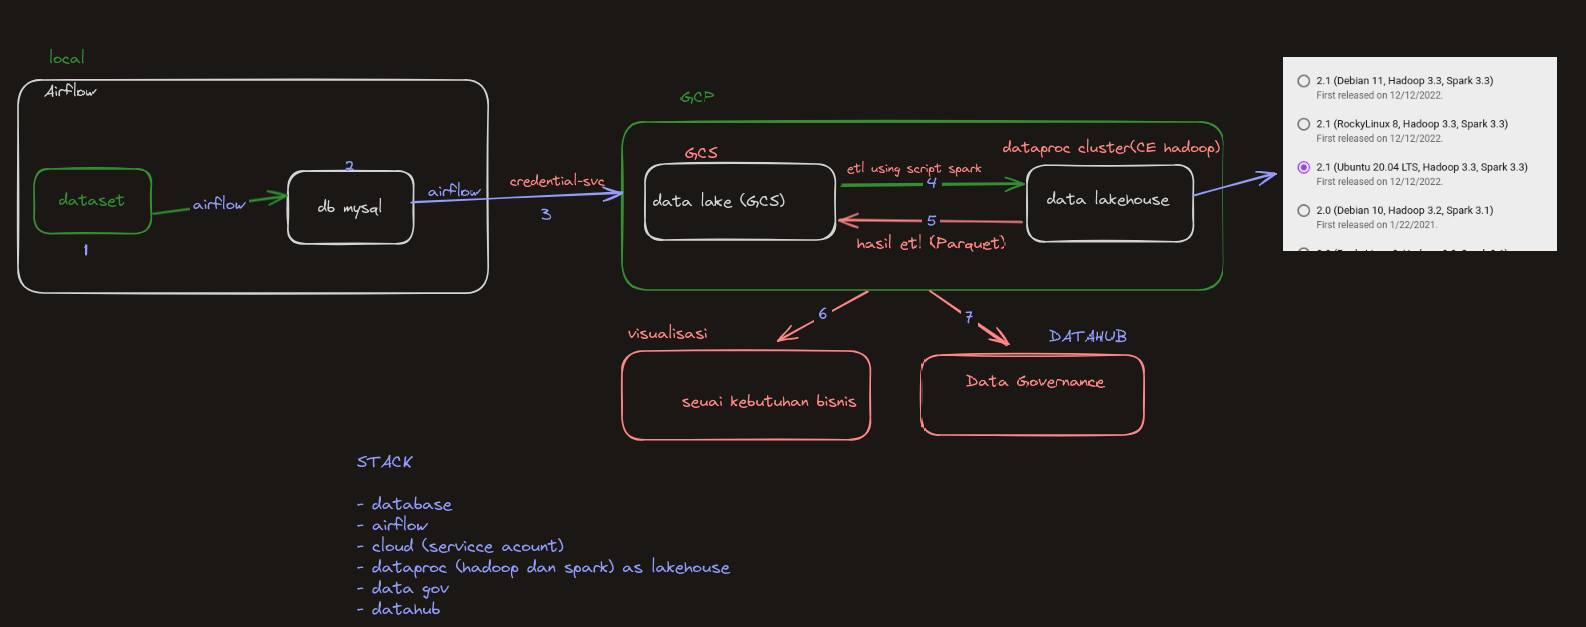 local
Airflow
dataset
1
airflow
2
db mysql
airflow
credential-svc
3
GCP
GCS
data lake (GCS)
etl using script spark
4
5
hasil etl (Parquet)
dataproc cluster(CE hadoop)
data lakehouse
2.1 (Debian 11, Hadoop 3.3, Spark 3.3)
First released on 12/12/2022.
2.1 (RockyLinux 8, Hadoop 3.3, Spark 3.3)
First released on 12/12/2022.
2.1 (Ubuntu 20.04 LTS, Hadoop 3.3, Spark 3.3)
First released on 12/12/2022.
2.0 (Debian 10, Hadoop 3.2, Spark 3.1)
First released on 1/22/2021.
6
7
visualisasi
seuai kebutuhan bisnis
DATAHUB
Data Governance
STACK
- database
- airflow
- cloud (servicce acount)
- dataproc (hadoop dan spark) as lakehouse
- data gov
- datahub